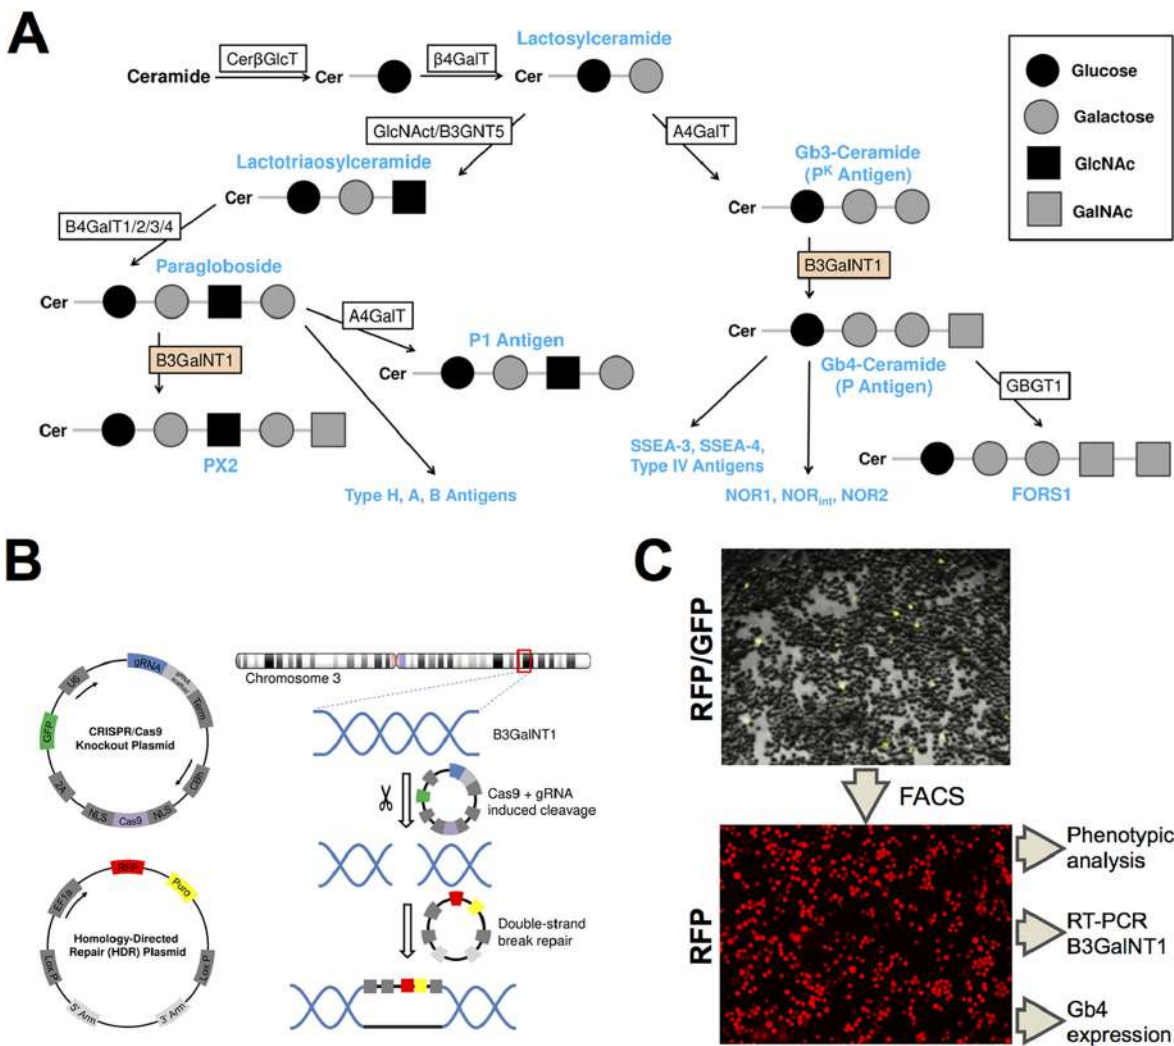 A
Ceramide
CerβGlcT
Cer
β4GalT
Lactosylceramide
Cer
Glucose
Galactose
GlcNAc
GalNAc
GlcNAct/B3GNT5
A4GalT
Lactotriaosylceramide
Cer
Gb3-Ceramide
(Pᴷ Antigen)
Cer
B4GalT1/2/3/4
B3GalNT1
Paragloboside
Cer
A4GalT
B3GalNT1
P1 Antigen
Cer
Cer
PX2
Type H, A, B Antigens
Cer
Gb4-Ceramide
(P Antigen)
GBGT1
SSEA-3, SSEA-4,
Type IV Antigens
NOR1, NORint, NOR2
Cer
FORS1
B
gRNA
Term
CBh
NLS
Cas9
NLS
2A
GFP
U6
CRISPR/Cas9
Knockout Plasmid
Chromosome 3
B3GalNT1
Cas9 + gRNA
induced cleavage
RFP
Puro
Lox P
3' Arm
5' Arm
Lox P
EF1a
Homology-Directed
Repair (HDR) Plasmid
Double-strand
break repair
C
RFP/GFP
FACS
RFP
Phenotypic
analysis
RT-PCR
B3GalNT1
Gb4
expression